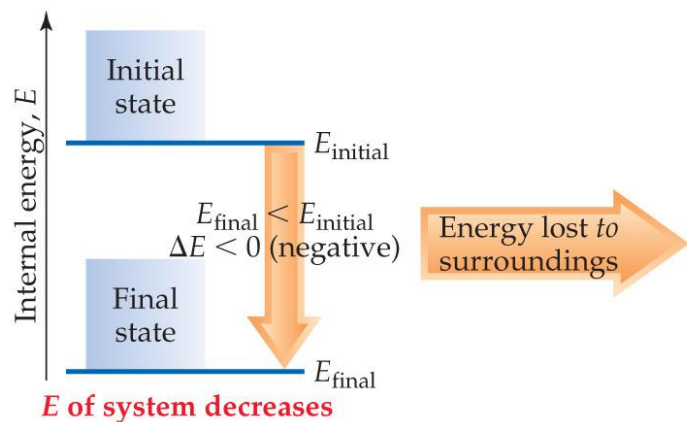 Internal energy, E
Initial
state
E_initial
E_final < E_initial
ΔE < 0 (negative)
Energy lost to
surroundings
Final
state
E_final
E of system decreases